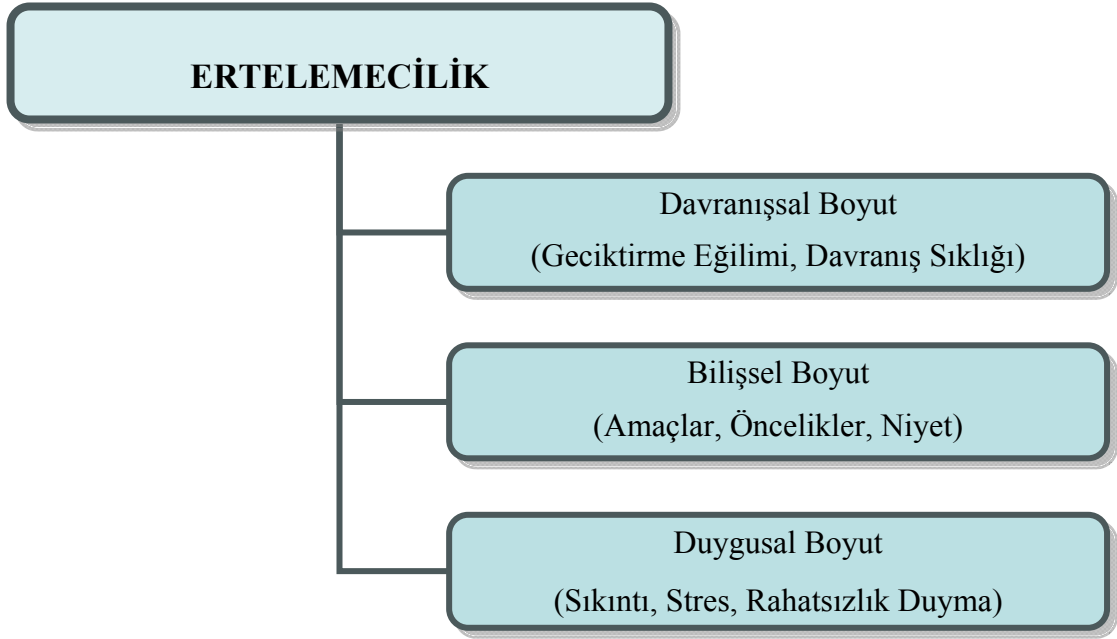 ERTELEMECİLİK
Davranışsal Boyut
(Geciktirme Eğilimi, Davranış Sıklığı)
Bilişsel Boyut
(Amaçlar, Öncelikler, Niyet)
Duygusal Boyut
(Sıkıntı, Stres, Rahatsızlık Duyma)